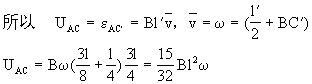 所以 U_AC = ε_AC' = Bl'v̅, v̅ = ω = (l'/2 + BC')
U_AC = Bω(3l/8 + l/4)3l/4 = 15/32 Bl²ω